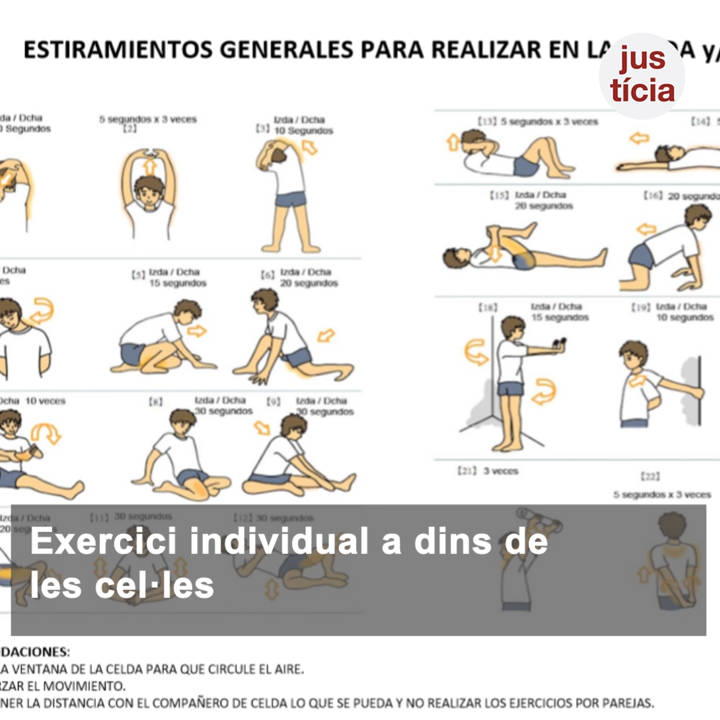 ESTIRAMIENTOS GENERALES PARA REALIZAR EN LA
jus
tícia
Izda / Dcha
[3] 10 Segundos
5 segundos x 3 veces
[2]
[13] 5 segundos x 3 veces
[14]
[15] Izda / Dcha
20 segundos
[16] 20
Dcha
[5] Izda / Dcha
15 segundos
[6] Izda / Dcha
20 segundos
[18] Izda / Dcha
15 segundos
[19] Izda / Dcha
10 segundos
10 veces
[8] Izda / Dcha
30 segundos
[9] Izda / Dcha
30 segundos
[21] 3 veces
[22]
5 segundos x 3 veces
[11] 30 segundos
[12] 30 segundos
Exercici individual a dins de
les cel·les
DACIONES:
A VENTANA DE LA CELDA PARA QUE CIRCULE EL AIRE.
ZAR EL MOVIMIENTO.
NER LA DISTANCIA CON EL COMPAÑERO DE CELDA LO QUE SE PUEDA Y NO REALIZAR LOS EJERCICIOS POR PAREJAS.